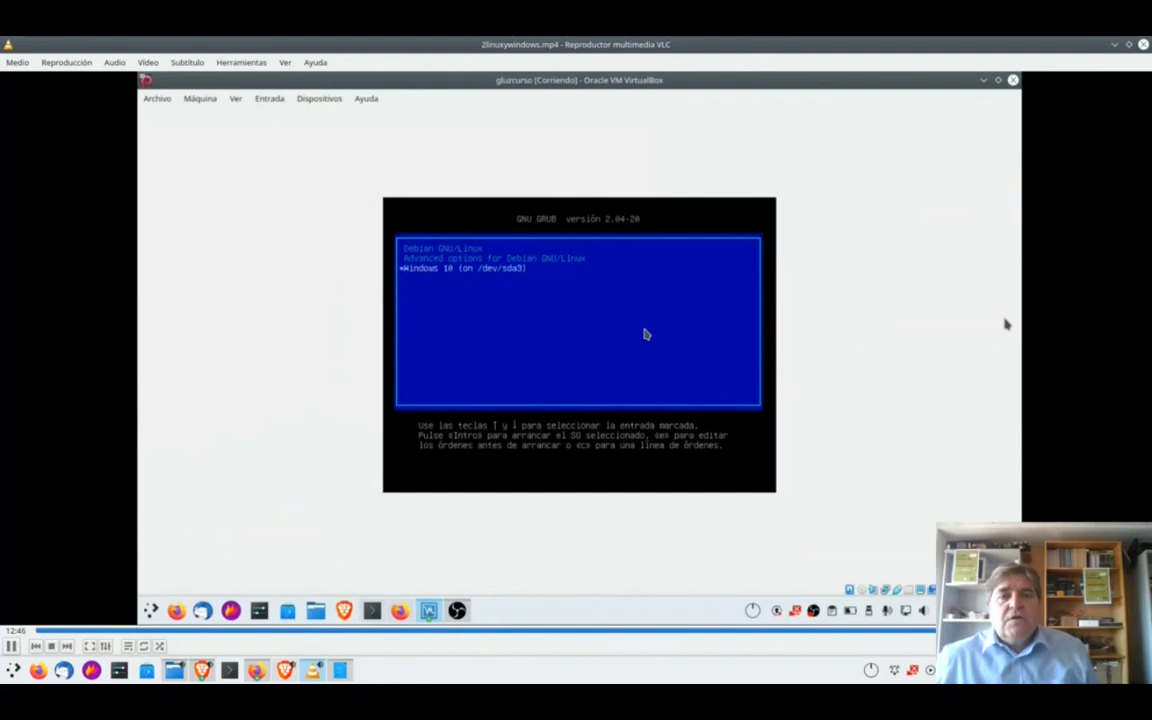 2linuxywindows.mp4 - Reproductor multimedia VLC
Medio Reproducción Audio Vídeo Subtítulo Herramientas Ver Ayuda
gluzcurso [Corriendo] - Oracle VM VirtualBox
Archivo Máquina Ver Entrada Dispositivos Ayuda
GNU GRUB versión 2.04-20
Debian GNU/Linux
Advanced options for Debian GNU/Linux
*Windows 10 (on /dev/sda3)
Use las teclas ↑ y ↓ para seleccionar la entrada marcada.
Pulse «Intro» para arrancar el SO seleccionado, «e» para editar
los órdenes antes de arrancar o «c» para una línea de órdenes.
12:46